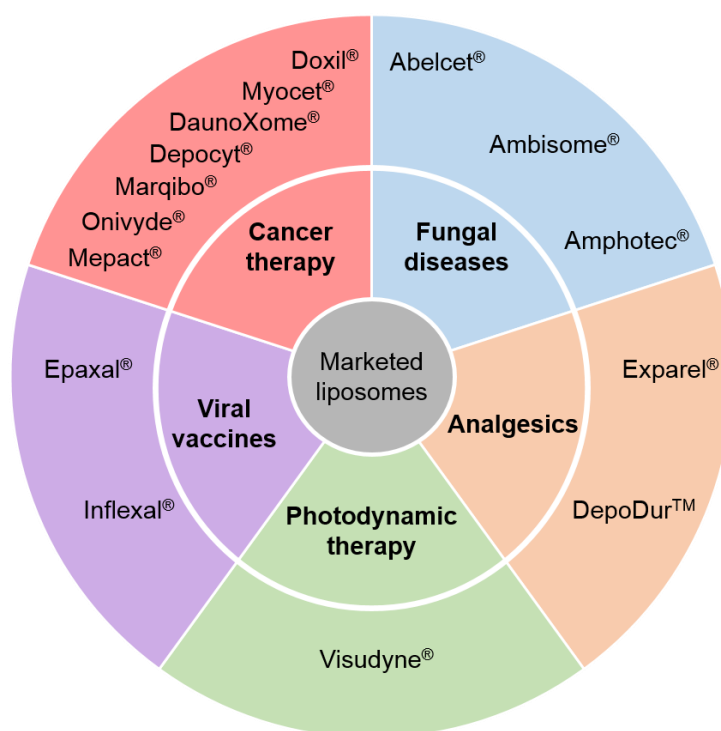 Doxil®
Myocet®
DaunoXome®
Depocyt®
Marqibo®
Onivyde®
Mepact®
Cancer
therapy
Abelcet®
Ambisome®
Amphotec®
Fungal
diseases
Marketed
liposomes
Epaxal®
Inflexal®
Viral
vaccines
Exparel®
DepoDur™
Analgesics
Photodynamic
therapy
Visudyne®